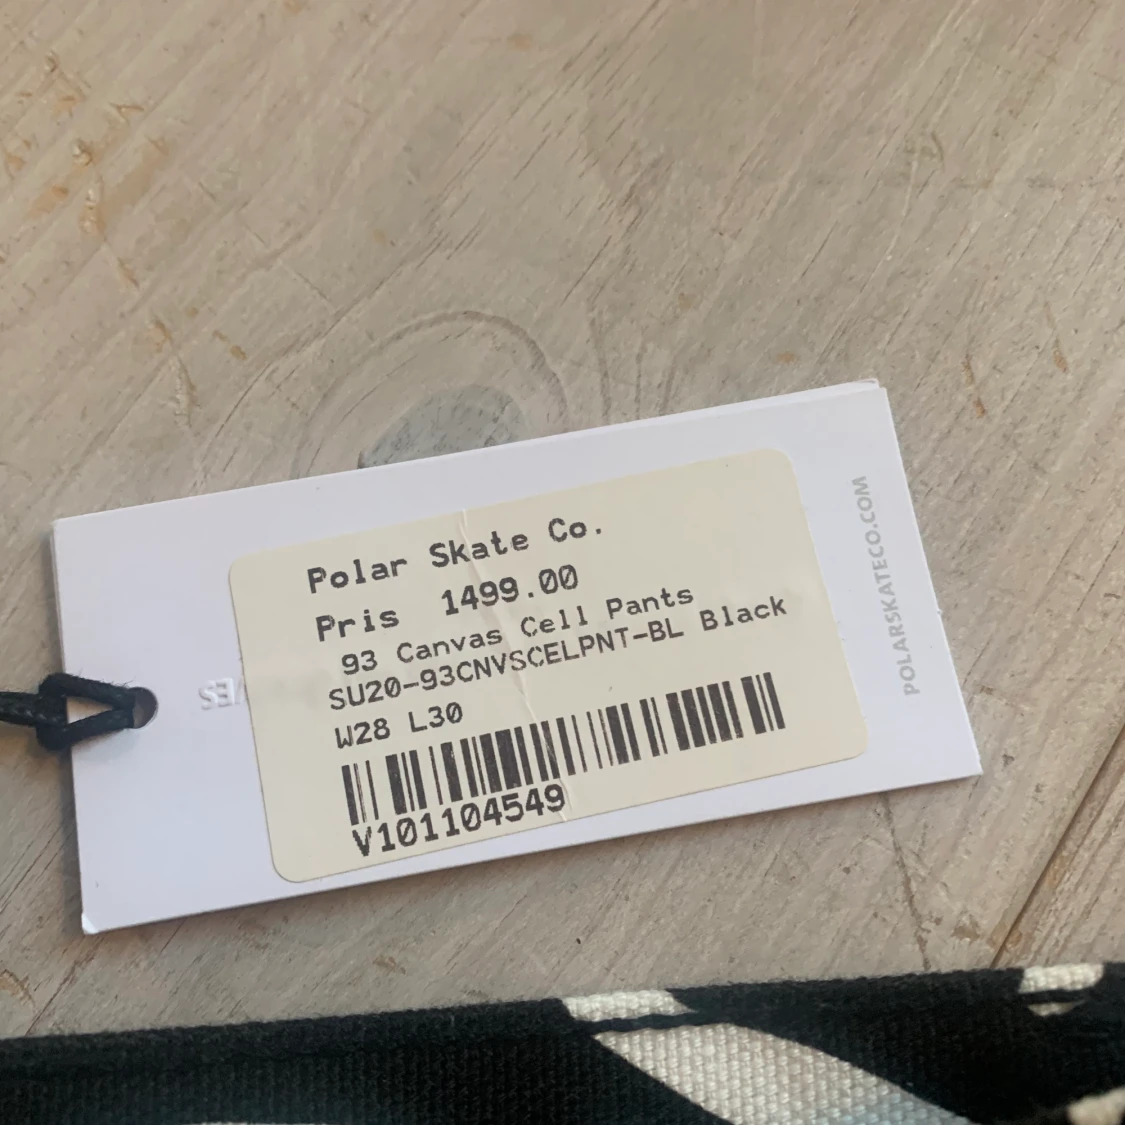 Polar Skate Co.
Pris 1499.00
93 Canvas Cell Pants
SU20-93CNVSCELPNT-BL Black
W28 L30
V101104549
POLARSKATECO.COM